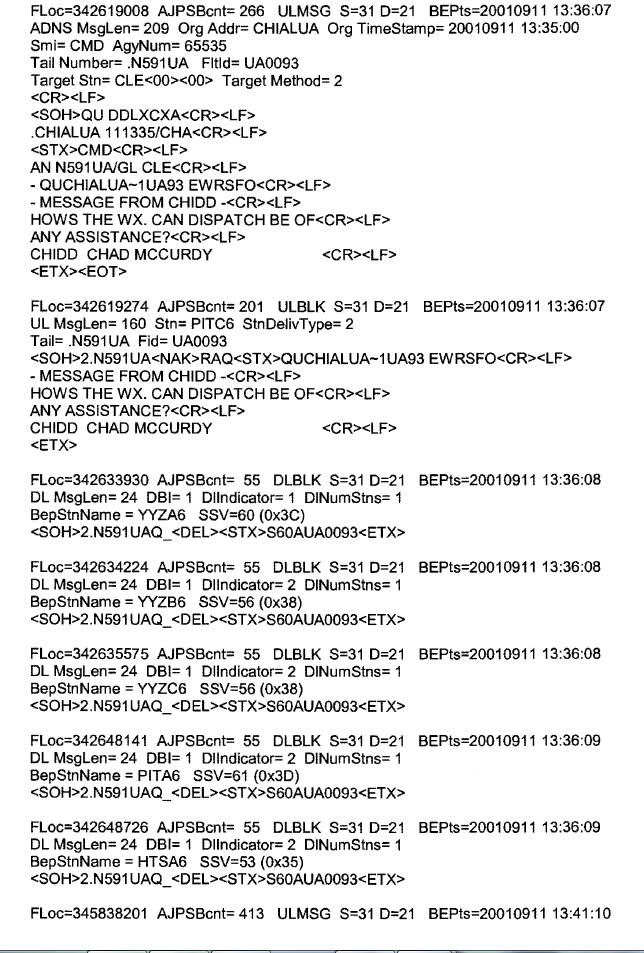 FLoc=342619008 AJPSBcnt= 266 ULMSG S=31 D=21 BEPts=20010911 13:36:07
ADNS MsgLen= 209 Org Addr= CHIALUA Org TimeStamp= 20010911 13:35:00
Smi= CMD AgyNum= 65535
Tail Number= .N591UA FltId= UA0093
Target Stn= CLE<00><00> Target Method= 2
<CR><LF>
<SOH>QU DDLXCXA<CR><LF>
.CHIALUA 111335/CHA<CR><LF>
<STX>CMD<CR><LF>
AN N591UA/GL CLE<CR><LF>
- QUCHIALUA~1UA93 EWRSFO<CR><LF>
- MESSAGE FROM CHIDD -<CR><LF>
HOWS THE WX. CAN DISPATCH BE OF<CR><LF>
ANY ASSISTANCE?<CR><LF>
CHIDD CHAD MCCURDY <CR><LF>
<ETX><EOT>
FLoc=342619274 AJPSBcnt= 201 ULBLK S=31 D=21 BEPts=20010911 13:36:07
UL MsgLen= 160 Stn= PITC6 StnDelivType= 2
Tail= .N591UA Fid= UA0093
<SOH>2.N591UA<NAK>RAQ<STX>QUCHIALUA~1UA93 EWRSFO<CR><LF>
- MESSAGE FROM CHIDD -<CR><LF>
HOWS THE WX. CAN DISPATCH BE OF<CR><LF>
ANY ASSISTANCE?<CR><LF>
CHIDD CHAD MCCURDY <CR><LF>
<ETX>
FLoc=342633930 AJPSBcnt= 55 DLBLK S=31 D=21 BEPts=20010911 13:36:08
DL MsgLen= 24 DBI= 1 DlIndicator= 1 DlNumStns= 1
BepStnName = YYZA6 SSV=60 (0x3C)
<SOH>2.N591UAQ_<DEL><STX>S60AUA0093<ETX>
FLoc=342634224 AJPSBcnt= 55 DLBLK S=31 D=21 BEPts=20010911 13:36:08
DL MsgLen= 24 DBI= 1 DlIndicator= 2 DlNumStns= 1
BepStnName = YYZB6 SSV=56 (0x38)
<SOH>2.N591UAQ_<DEL><STX>S60AUA0093<ETX>
FLoc=342635575 AJPSBcnt= 55 DLBLK S=31 D=21 BEPts=20010911 13:36:08
DL MsgLen= 24 DBI= 1 DlIndicator= 2 DlNumStns= 1
BepStnName = YYZC6 SSV=56 (0x38)
<SOH>2.N591UAQ_<DEL><STX>S60AUA0093<ETX>
FLoc=342648141 AJPSBcnt= 55 DLBLK S=31 D=21 BEPts=20010911 13:36:09
DL MsgLen= 24 DBI= 1 DlIndicator= 2 DlNumStns= 1
BepStnName = PITA6 SSV=61 (0x3D)
<SOH>2.N591UAQ_<DEL><STX>S60AUA0093<ETX>
FLoc=342648726 AJPSBcnt= 55 DLBLK S=31 D=21 BEPts=20010911 13:36:09
DL MsgLen= 24 DBI= 1 DlIndicator= 2 DlNumStns= 1
BepStnName = HTSA6 SSV=53 (0x35)
<SOH>2.N591UAQ_<DEL><STX>S60AUA0093<ETX>
FLoc=345838201 AJPSBcnt= 413 ULMSG S=31 D=21 BEPts=20010911 13:41:10